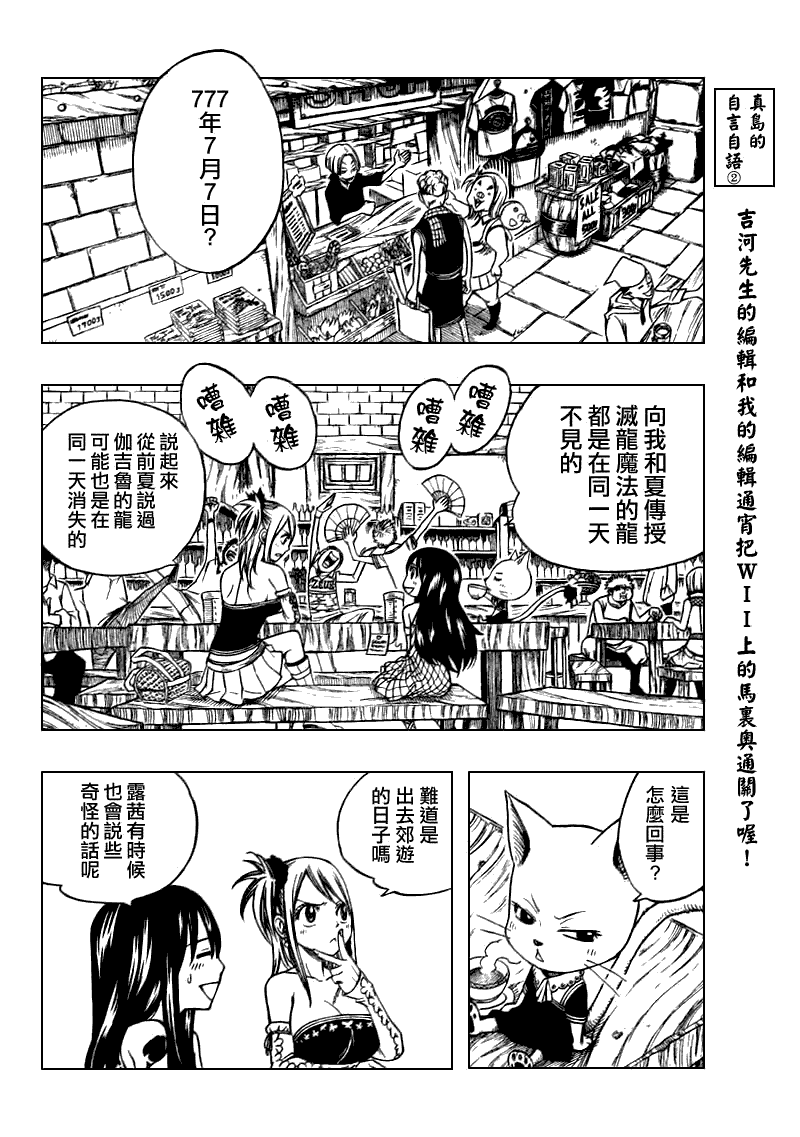 真島的
自言自語②
吉河先生的編輯和我的編輯通宵把WII上的馬裏奧通關了喔！
777
年
7
月
7
日？
SALE
ALL
1500J
1700J
向我和夏傳授
滅龍魔法的龍
都是在同一天
不見的
嘈雜
嘈雜
嘈雜
嘈雜
說起來
從前夏説過
伽吉魯的龍
可能也是在
同一天消失的
這是
怎麼回事？
難道是
出去郊遊
的日子嗎
露茜有時候
也會説些
奇怪的話呢